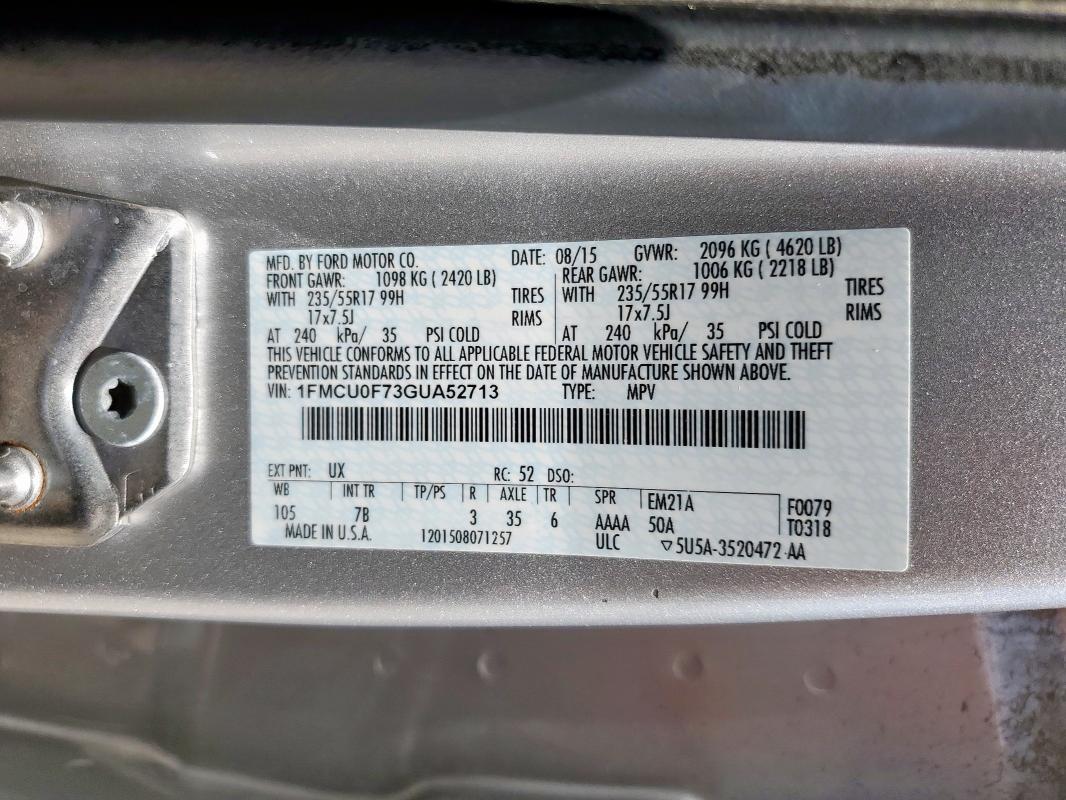 MFD. BY FORD MOTOR CO. DATE: 08/15 GVWR: 2096 KG ( 4620 LB)
FRONT GAWR: 1098 KG ( 2420 LB) REAR GAWR: 1006 KG ( 2218 LB)
WITH 235/55R17 99H TIRES WITH 235/55R17 99H TIRES
17x7.5J RIMS 17x7.5J RIMS
AT 240 kPa/ 35 PSI COLD AT 240 kPa/ 35 PSI COLD
THIS VEHICLE CONFORMS TO ALL APPLICABLE FEDERAL MOTOR VEHICLE SAFETY AND THEFT
PREVENTION STANDARDS IN EFFECT ON THE DATE OF MANUFACTURE SHOWN ABOVE.
VIN: 1FMCU0F73GUA52713 TYPE: MPV
EXT PNT: UX RC: 52 DSO:
WB INT TR TP/PS R AXLE TR SPR EM21A F0079
105 7B 3 35 6 AAAA 50A T0318
MADE IN U.S.A. 1201508071257 ULC ▽5U5A-3520472-AA